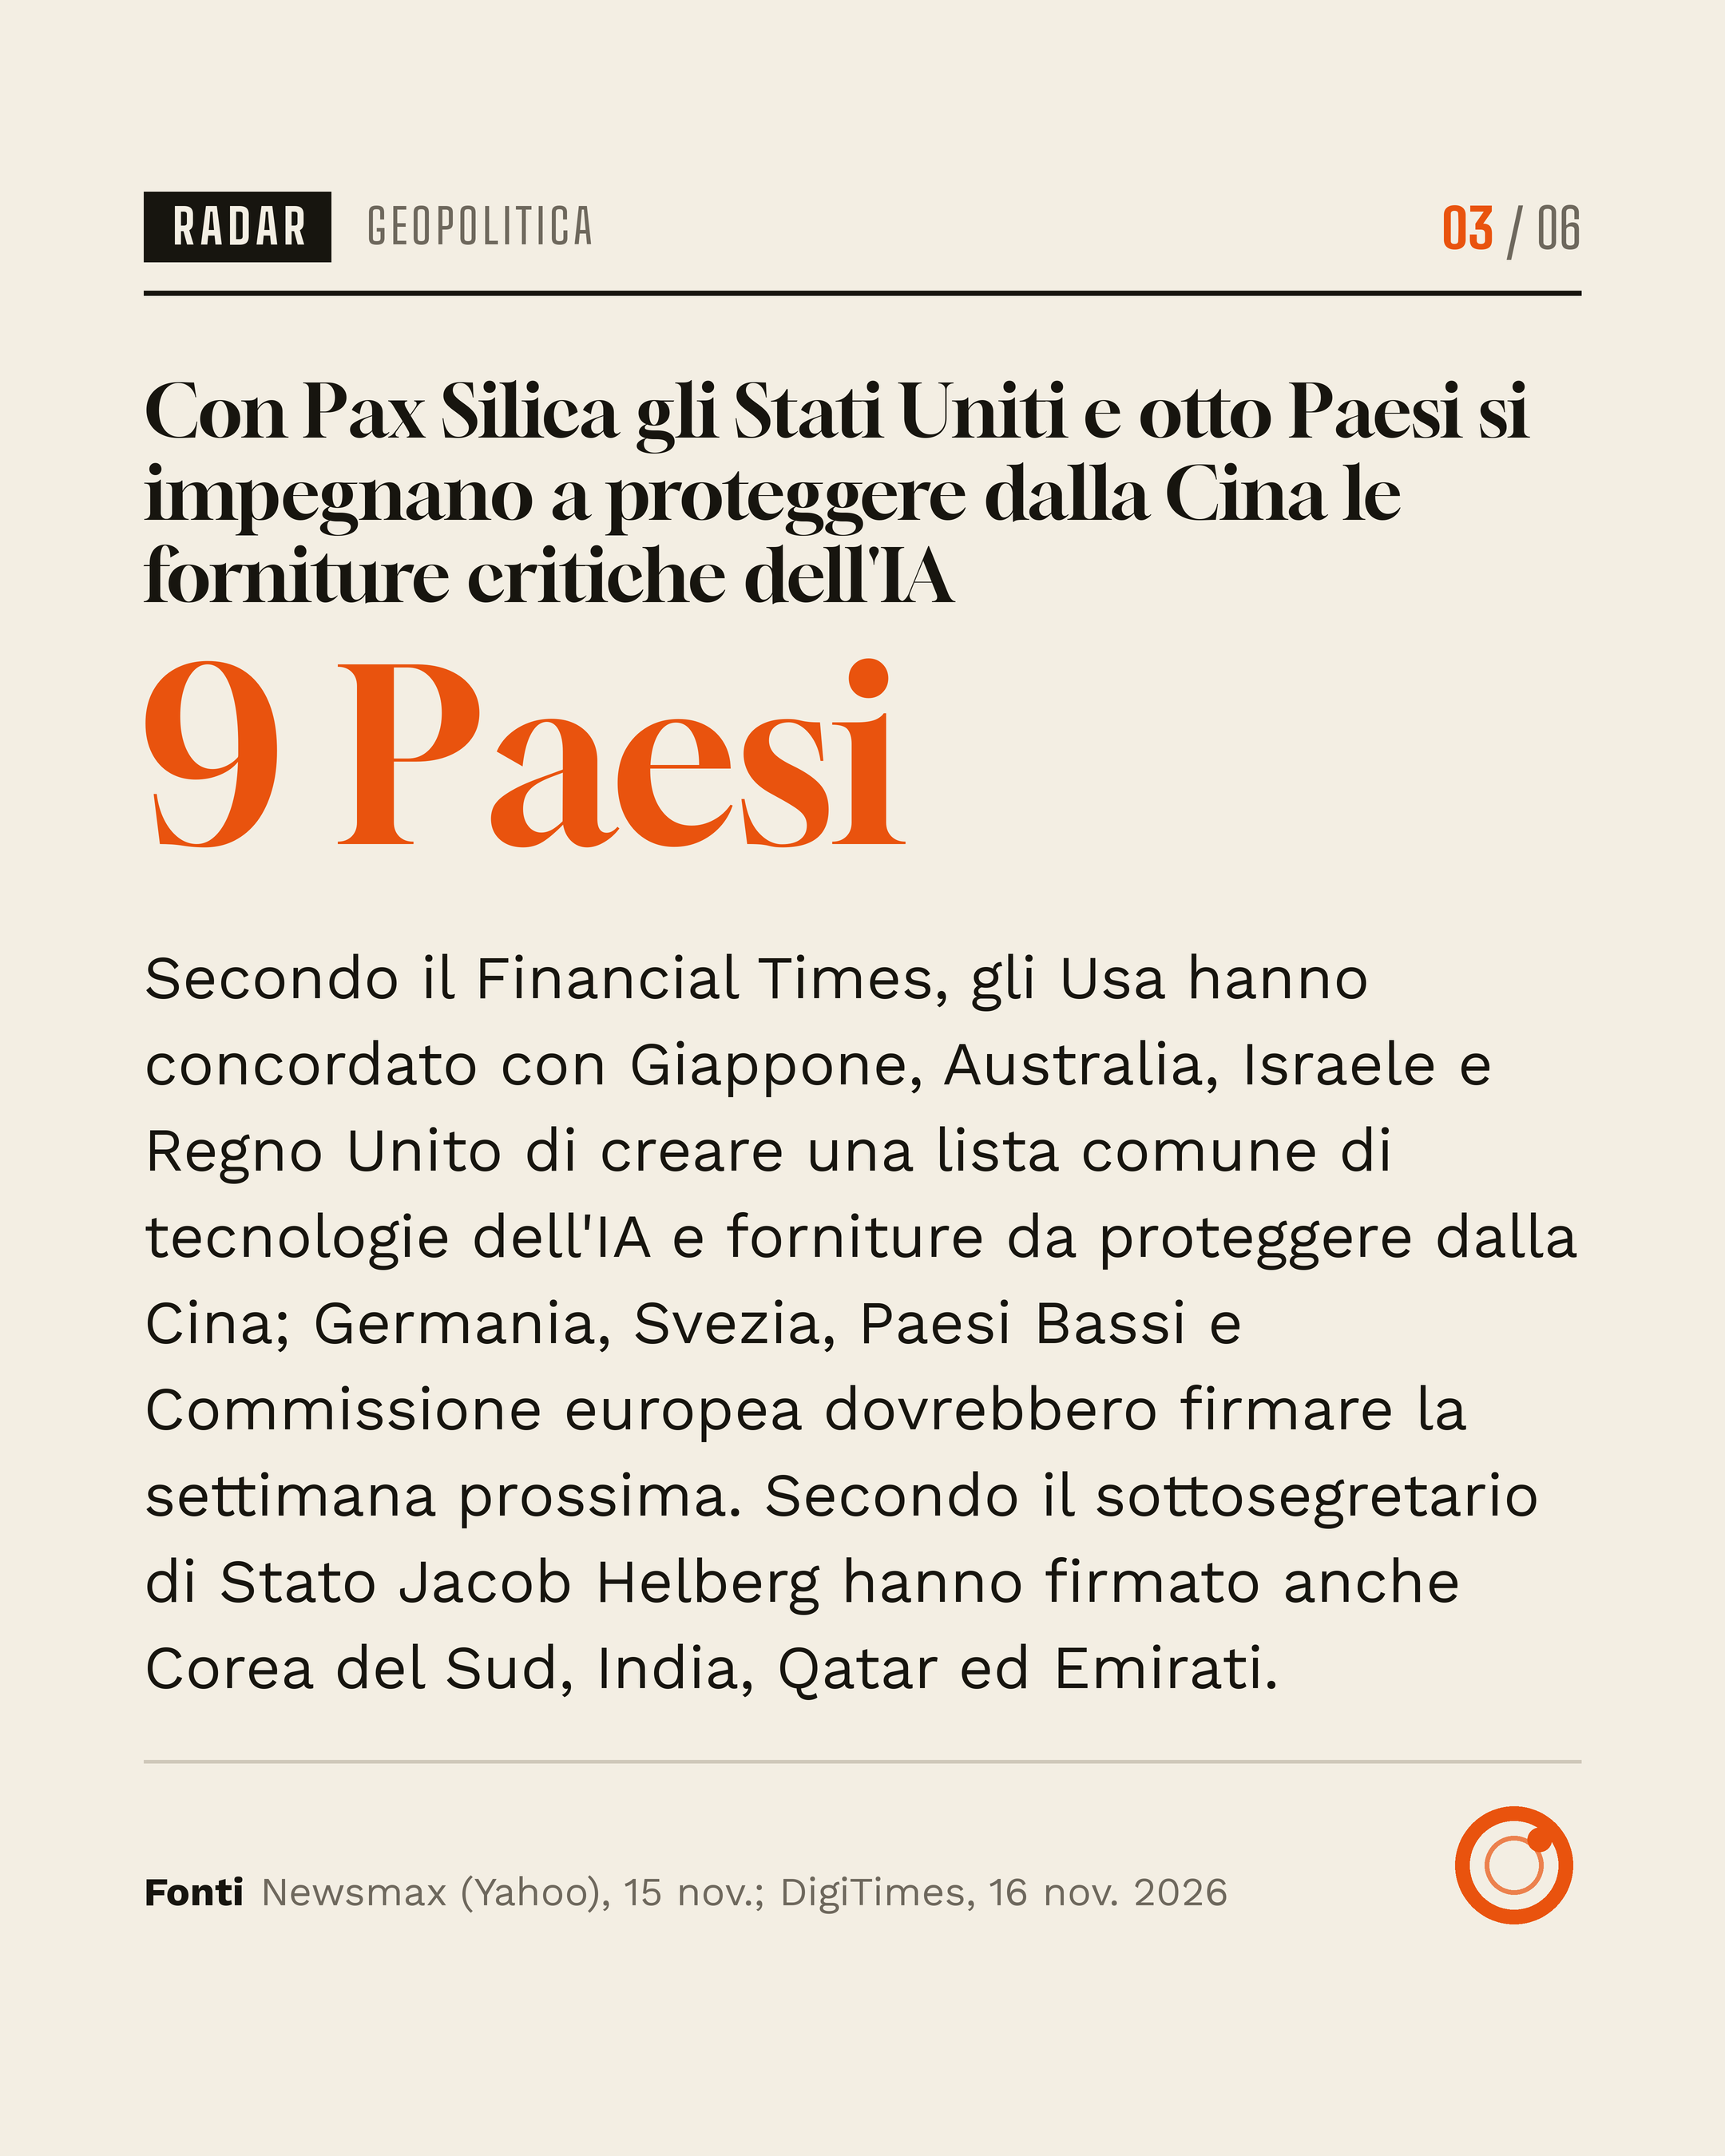 RADAR GEOPOLITICA 03 / 06
Con Pax Silica gli Stati Uniti e otto Paesi si
impegnano a proteggere dalla Cina le
forniture critiche dell'IA
9 Paesi
Secondo il Financial Times, gli Usa hanno
concordato con Giappone, Australia, Israele e
Regno Unito di creare una lista comune di
tecnologie dell'IA e forniture da proteggere dalla
Cina; Germania, Svezia, Paesi Bassi e
Commissione europea dovrebbero firmare la
settimana prossima. Secondo il sottosegretario
di Stato Jacob Helberg hanno firmato anche
Corea del Sud, India, Qatar ed Emirati.
Fonti Newsmax (Yahoo), 15 nov.; DigiTimes, 16 nov. 2026